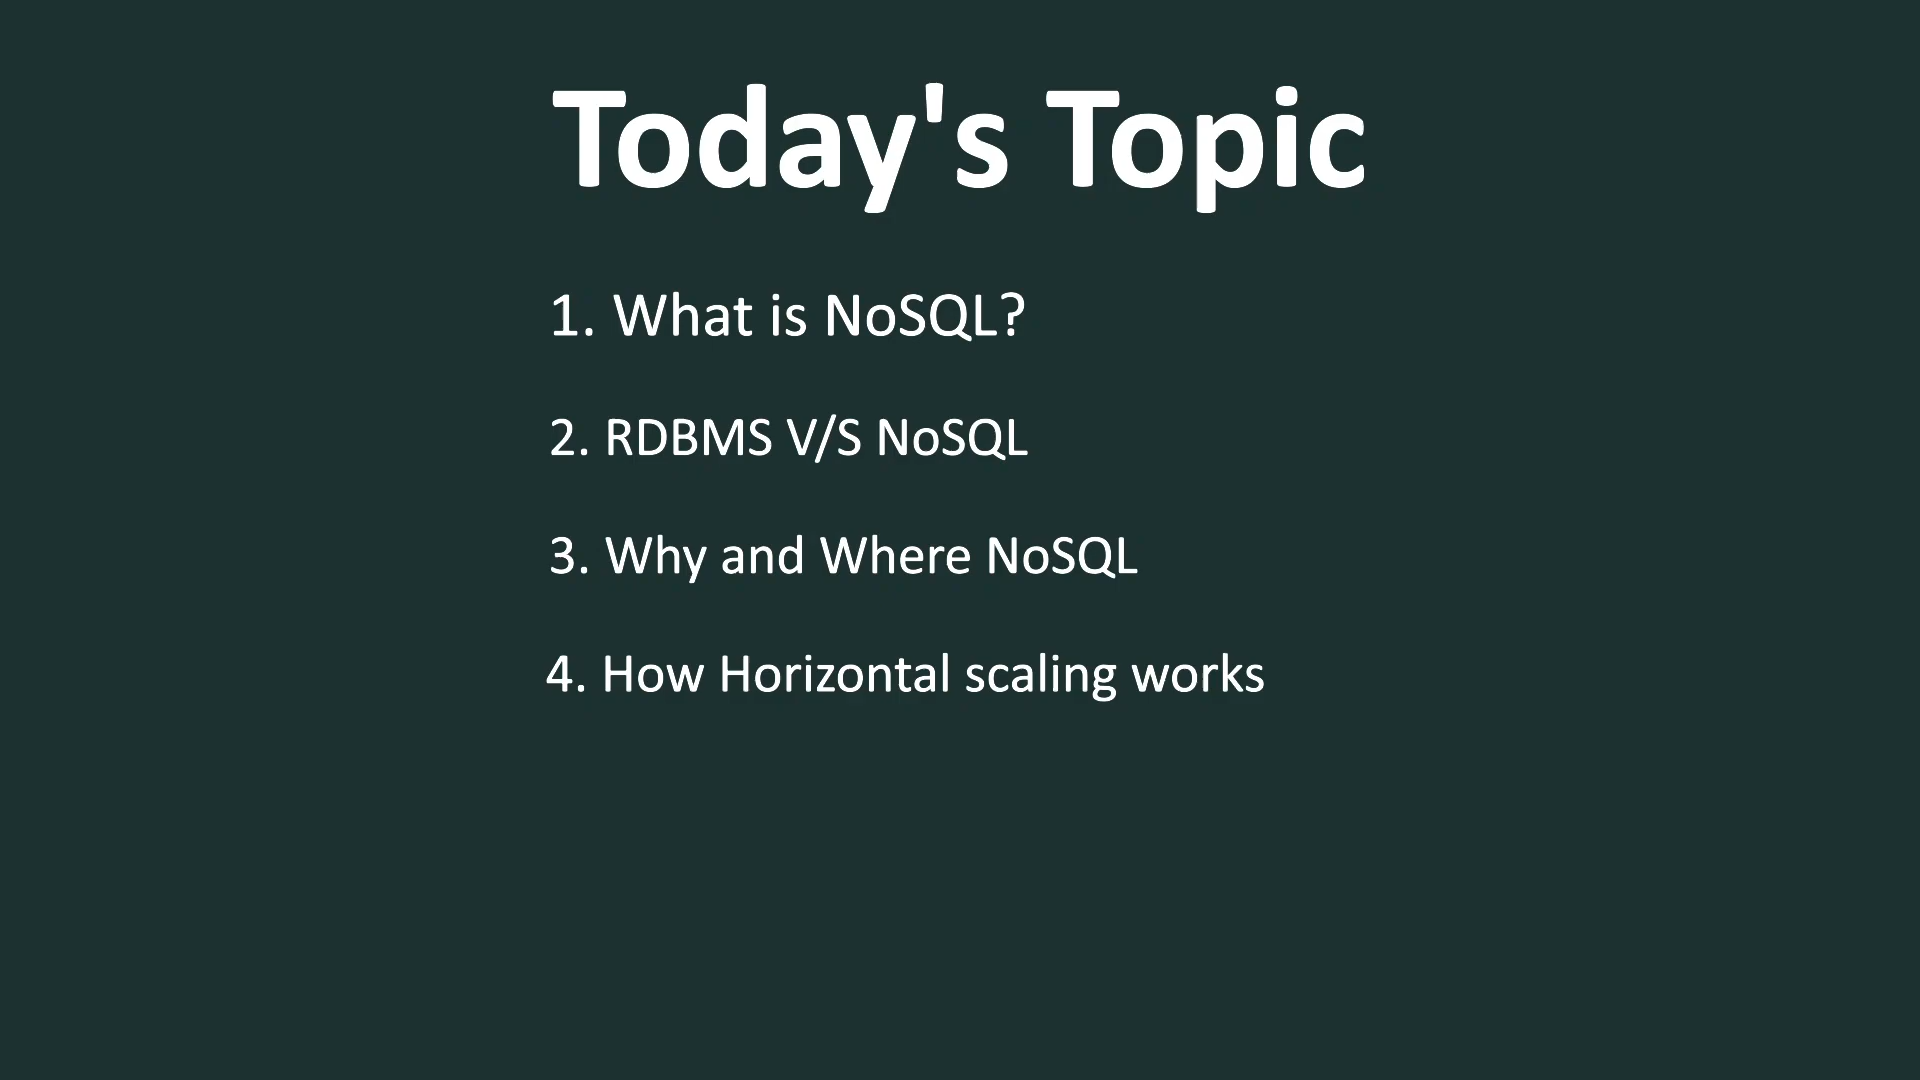 Today's Topic
1. What is NoSQL?
2. RDBMS V/S NoSQL
3. Why and Where NoSQL
4. How Horizontal scaling works